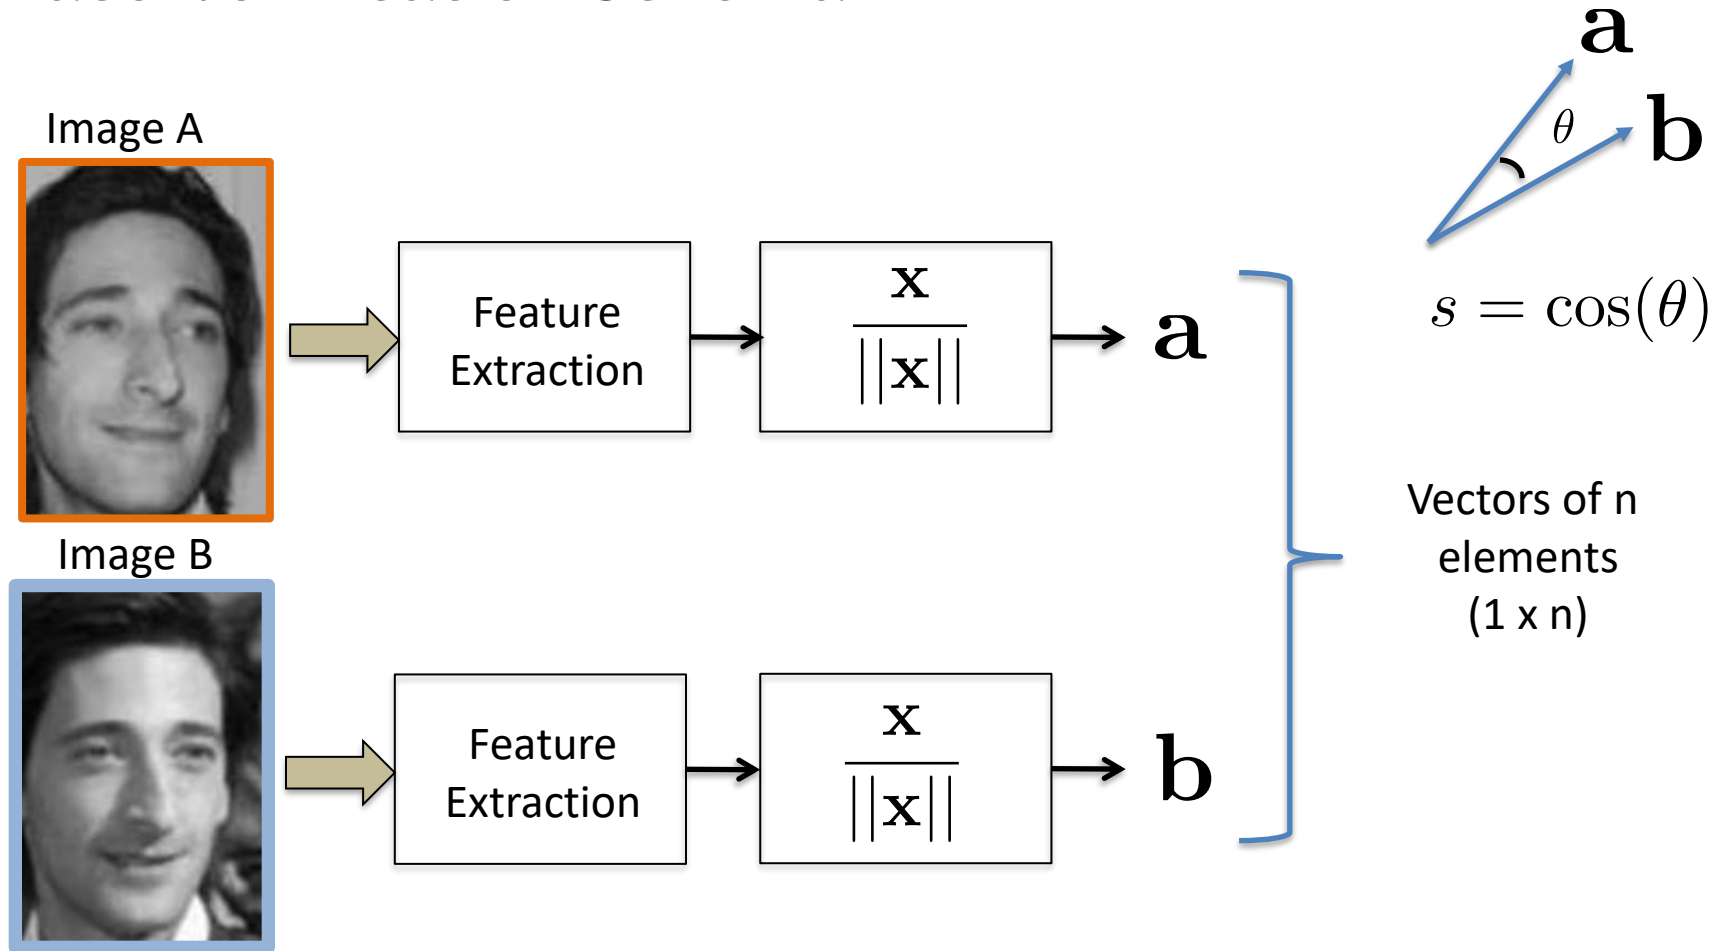 Image A
Feature
Extraction
x
||x||
a
Image B
Feature
Extraction
x
||x||
b
a
θ
b
s = cos(θ)
Vectors of n
elements
(1 x n)